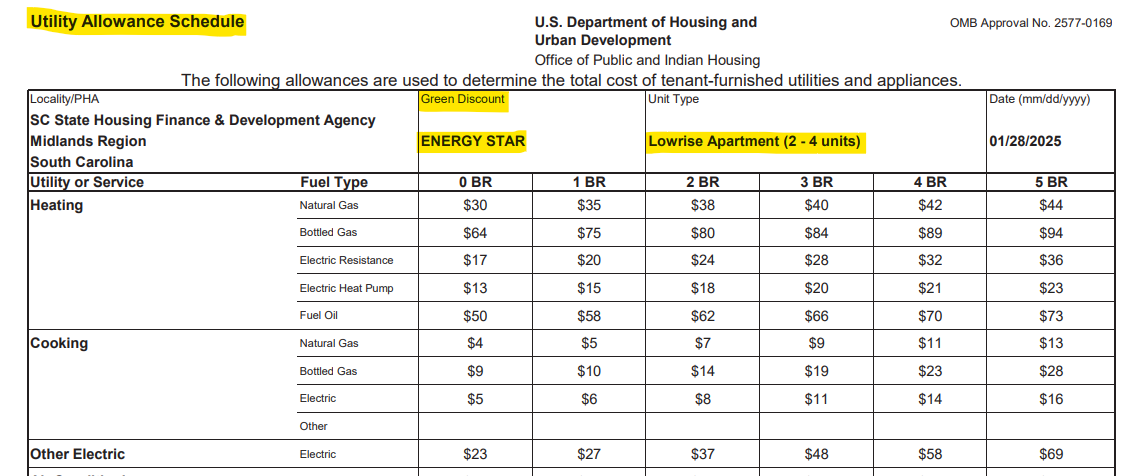 Utility Allowance Schedule
U.S. Department of Housing and
Urban Development
Office of Public and Indian Housing
OMB Approval No. 2577-0169
The following allowances are used to determine the total cost of tenant-furnished utilities and appliances.
Locality/PHA Green Discount Unit Type Date (mm/dd/yyyy)
SC State Housing Finance & Development Agency
Midlands Region ENERGY STAR Lowrise Apartment (2 - 4 units) 01/28/2025
South Carolina
Utility or Service Fuel Type 0 BR 1 BR 2 BR 3 BR 4 BR 5 BR
Heating Natural Gas $30 $35 $38 $40 $42 $44
Bottled Gas $64 $75 $80 $84 $89 $94
Electric Resistance $17 $20 $24 $28 $32 $36
Electric Heat Pump $13 $15 $18 $20 $21 $23
Fuel Oil $50 $58 $62 $66 $70 $73
Cooking Natural Gas $4 $5 $7 $9 $11 $13
Bottled Gas $9 $10 $14 $19 $23 $28
Electric $5 $6 $8 $11 $14 $16
Other
Other Electric Electric $23 $27 $37 $48 $58 $69